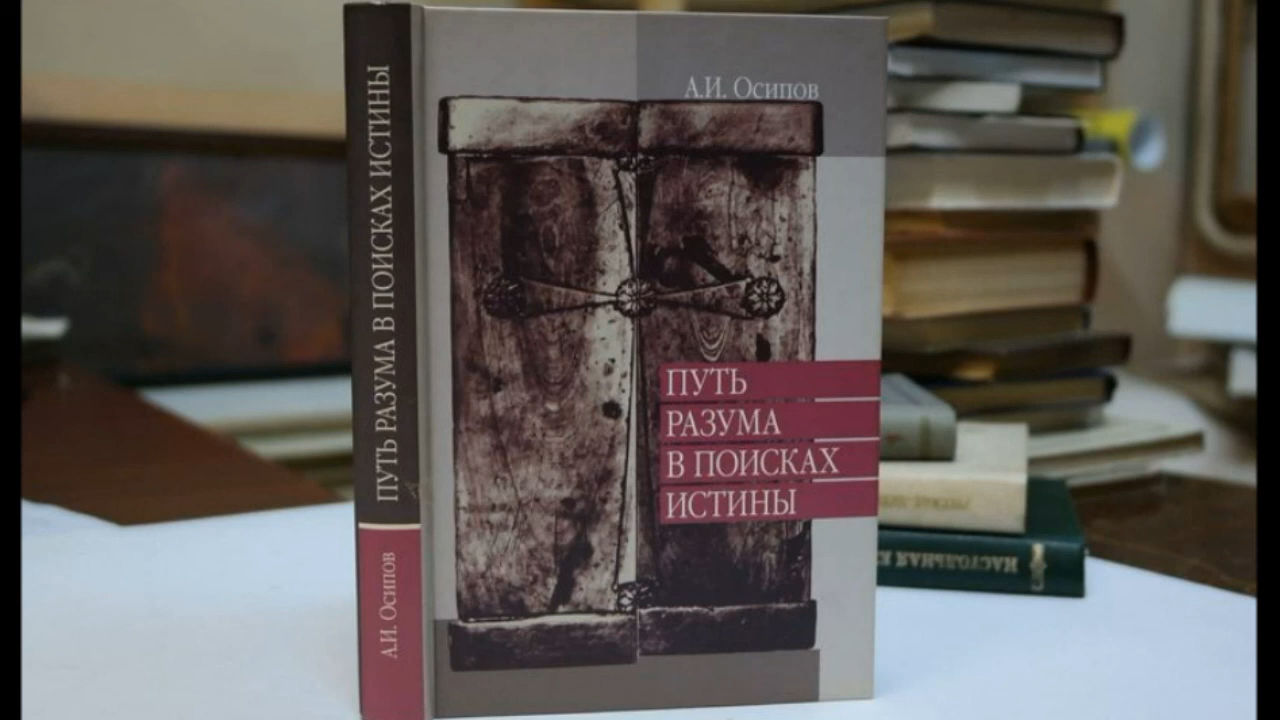 ПУТЬ РАЗУМА В ПОИСКАХ ИСТИНЫ
А.И. Осипов
А.И. Осипов
ПУТЬ
РАЗУМА
В ПОИСКАХ
ИСТИНЫ
НАСТОЛЬНАЯ